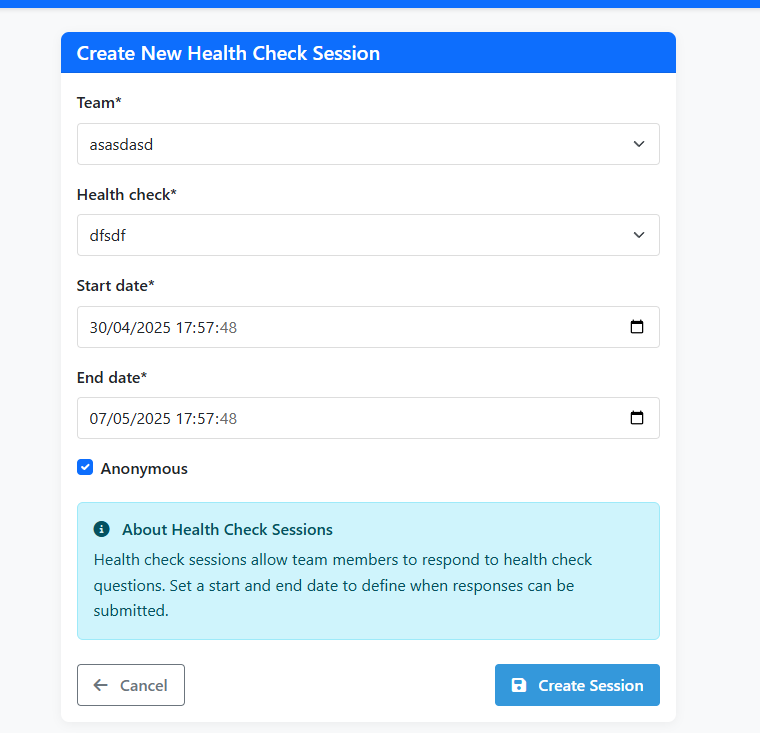 Create New Health Check Session
Team*
asasdasd
Health check*
dfsdf
Start date*
30/04/2025 17:57:48
End date*
07/05/2025 17:57:48
Anonymous
About Health Check Sessions
Health check sessions allow team members to respond to health check
questions. Set a start and end date to define when responses can be
submitted.
Cancel
Create Session